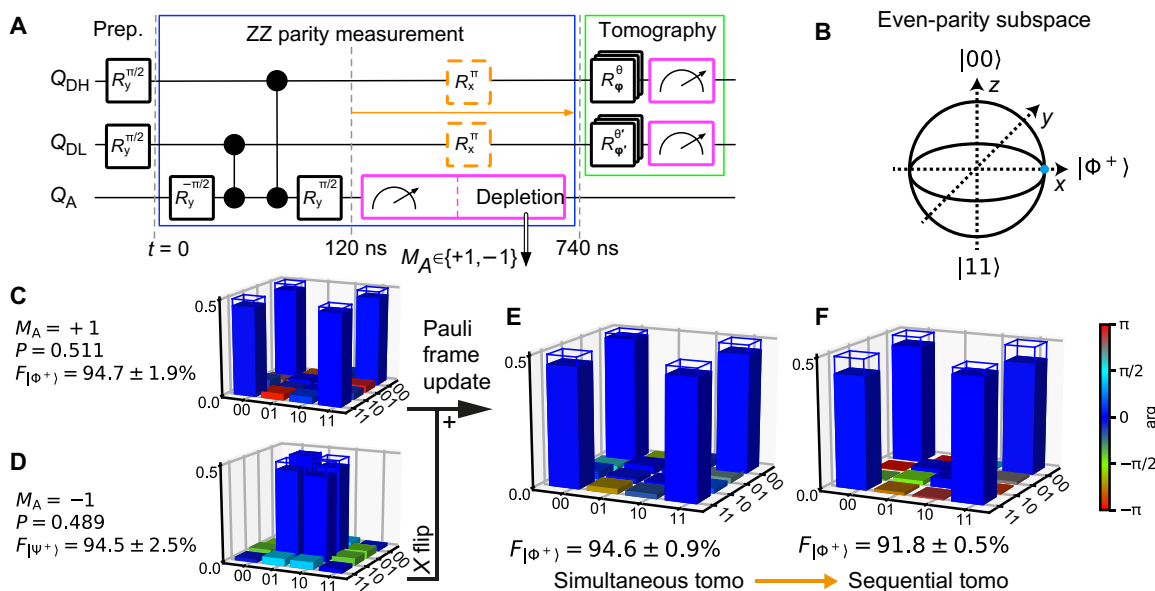 A
Prep.
ZZ parity measurement
Tomography
Q_DH
R_y^π/2
R_x^π
R_φ^θ
Q_DL
R_y^π/2
R_x^π
R_φ'^θ'
Q_A
R_y^−π/2
R_y^π/2
Depletion
t = 0
120 ns
740 ns
M_A∈{+1,−1}
B
Even-parity subspace
|00⟩
z
y
x
|Φ⁺⟩
|11⟩
C
M_A = +1
P = 0.511
F_|Φ⁺⟩ = 94.7 ± 1.9%
0.5
0.0
00 01 10 11
11 10 01 00
D
M_A = −1
P = 0.489
F_|Ψ⁺⟩ = 94.5 ± 2.5%
0.5
0.0
00 01 10 11
11 10 01 00
Pauli
frame
update
+
X flip
E
0.5
0.0
00 01 10 11
11 10 01 00
F_|Φ⁺⟩ = 94.6 ± 0.9%
Simultaneous tomo
F
0.5
0.0
00 01 10 11
11 10 01 00
F_|Φ⁺⟩ = 91.8 ± 0.5%
Sequential tomo
π
π/2
0
−π/2
−π
arg